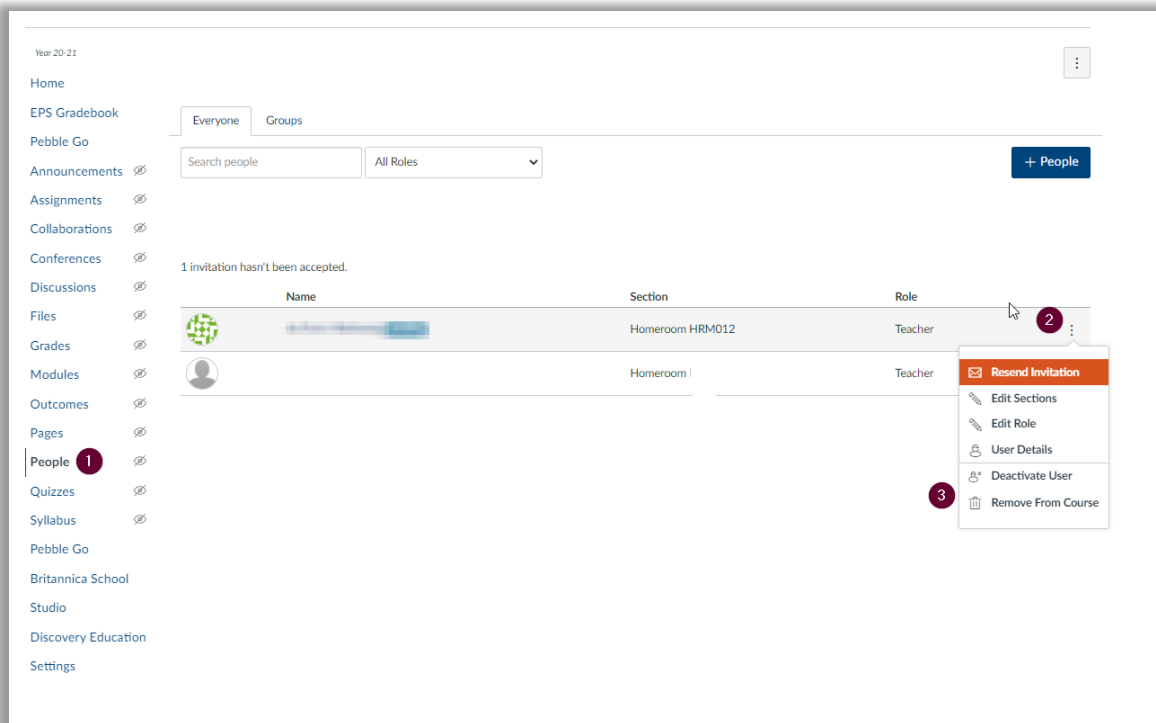 Year 20-21
Home
EPS Gradebook
Pebble Go
Announcements
Assignments
Collaborations
Conferences
Discussions
Files
Grades
Modules
Outcomes
Pages
People 1
Quizzes
Syllabus
Pebble Go
Britannica School
Studio
Discovery Education
Settings
Everyone Groups
Search people All Roles + People
1 invitation hasn't been accepted.
Name Section Role
Homeroom HRM012 Teacher 2
Homeroom Teacher
Resend Invitation
Edit Sections
Edit Role
User Details
Deactivate User
3 Remove From Course